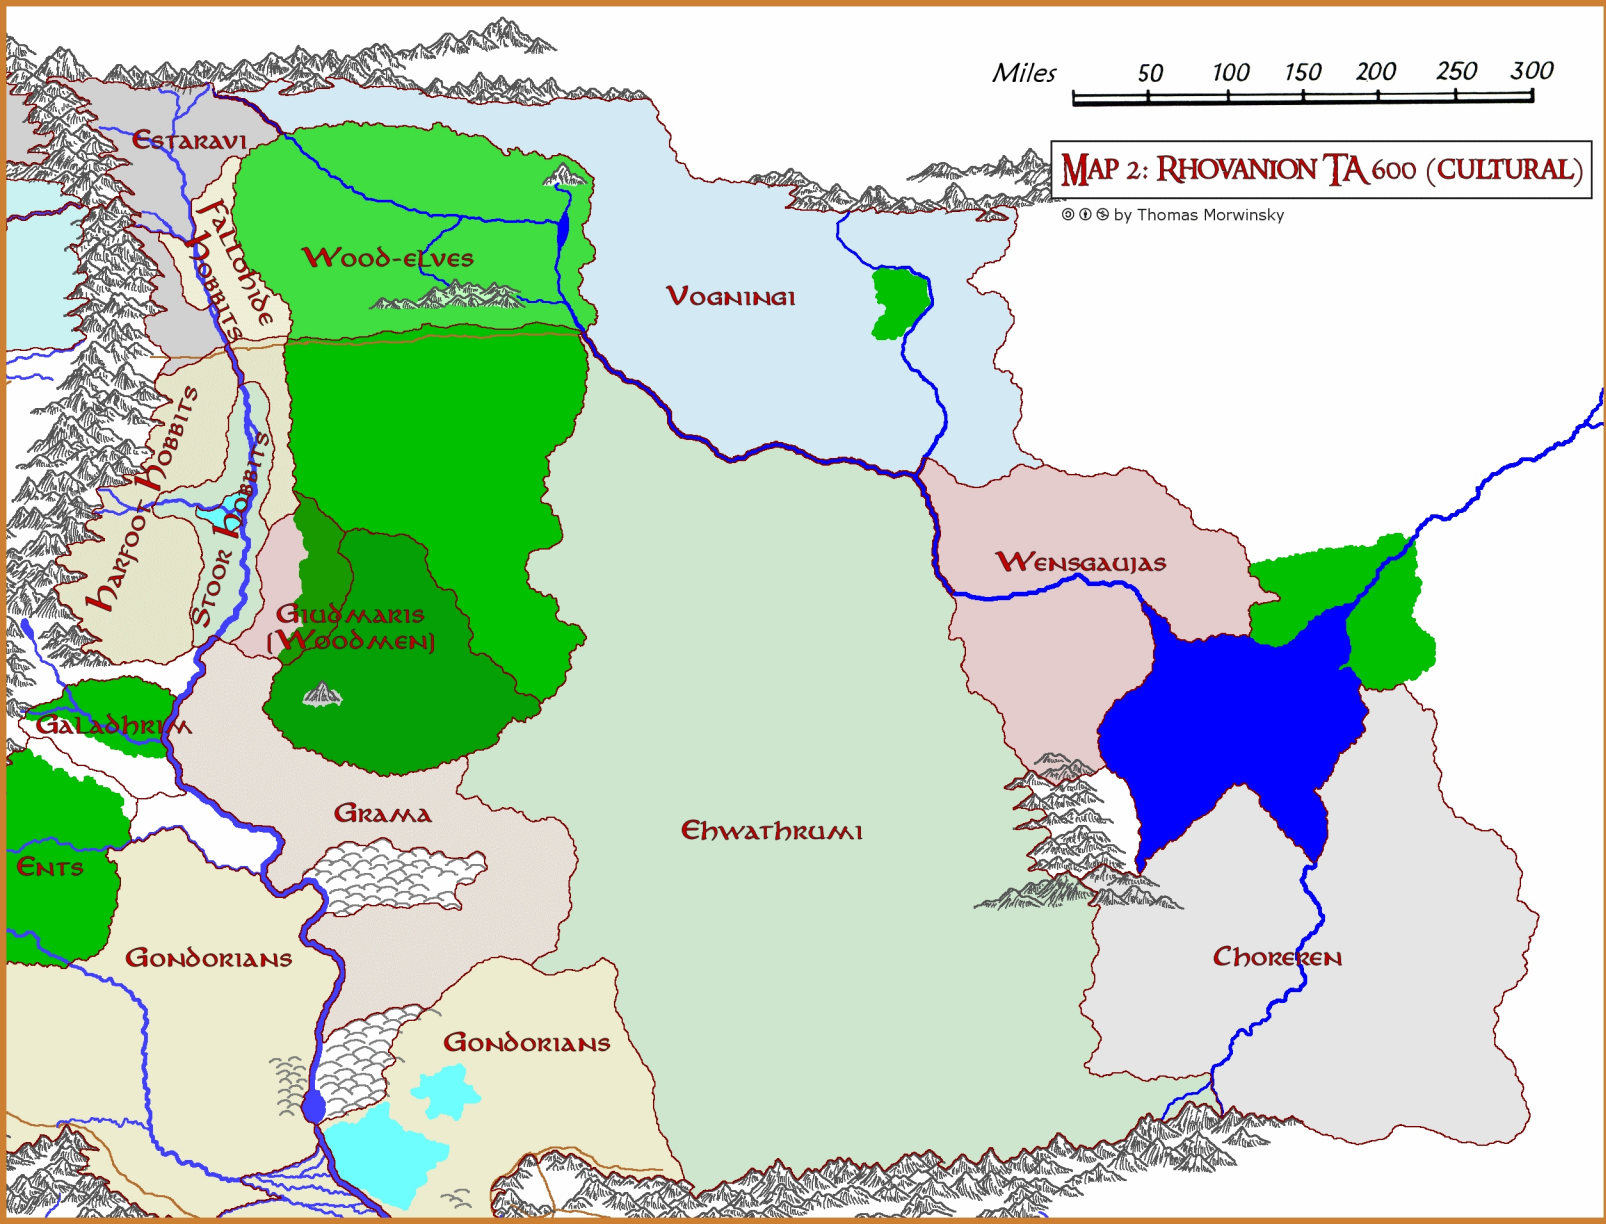 Miles 50 100 150 200 250 300
Map 2: Rhovanion TA 600 (cultural)
by Thomas Morwinsky
Estaravi
Fallohide
Hobbits
Wood-elves
Vogningi
Harfoot Hobbits
Stoor Hobbits
Wensgaujas
Giudmaris
(Woodmen)
Galadhrim
Grama
Ehwathrumi
Ents
Gondorians
Choreren
Gondorians